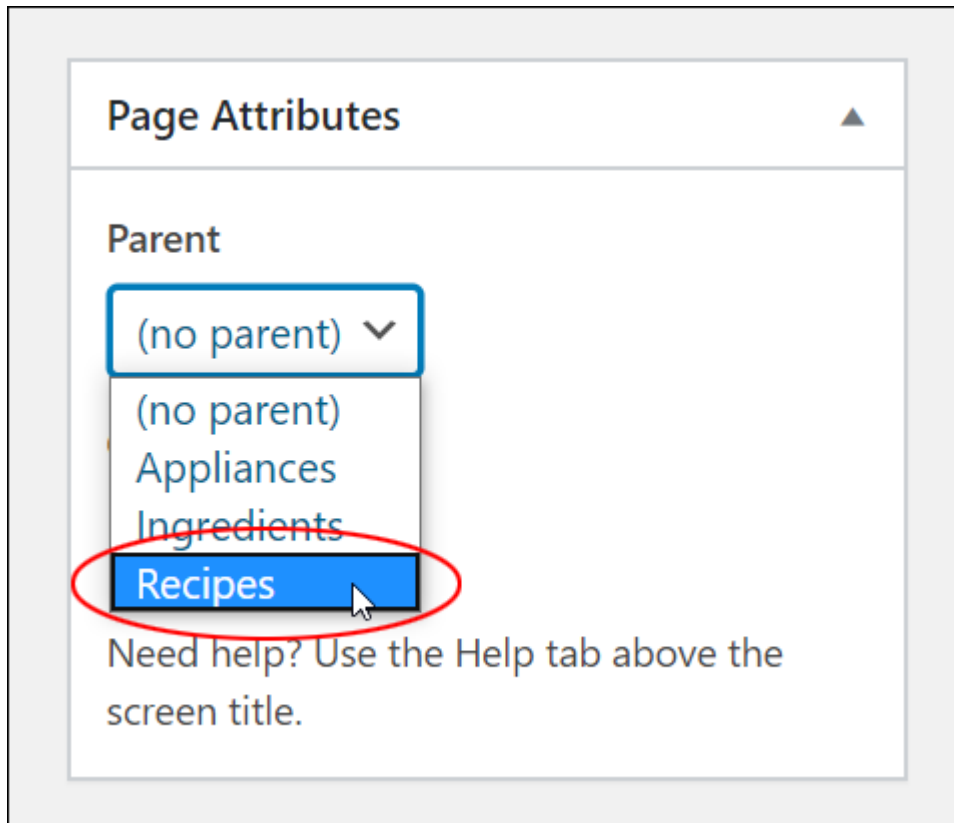 Page Attributes
Parent
(no parent)
(no parent)
Appliances
Ingredients
Recipes
Need help? Use the Help tab above the
screen title.